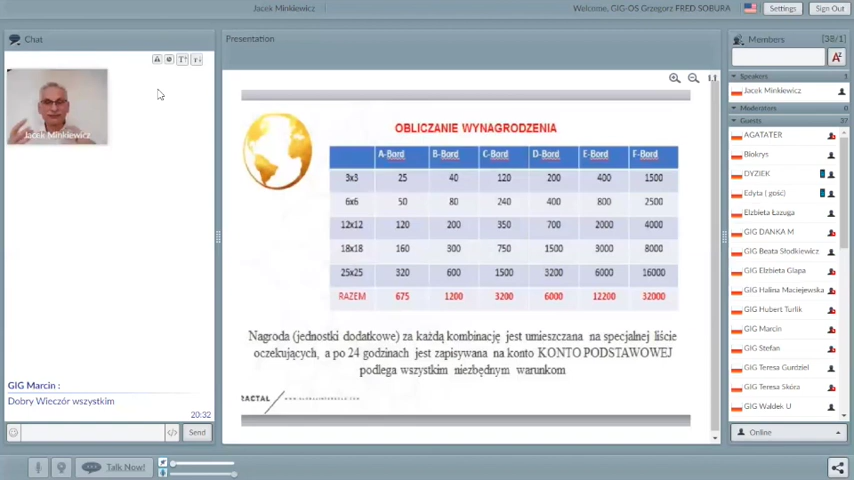 Jacek Minkiewicz
Welcome, GIG-OS Grzegorz FRED SOBURA
Settings
Sign Out
Chat
Jacek Minkiewicz
GIG Marcin :
Dobry Wieczór wszystkim
20:32
Send
Talk Now!
Presentation
OBLICZANIE WYNAGRODZENIA
A-Bord B-Bord C-Bord D-Bord E-Bord F-Bord
3x3 25 40 120 200 400 1500
6x6 50 80 240 400 800 2500
12x12 120 200 350 700 2000 4000
18x18 160 300 750 1500 3000 8000
25x25 320 600 1500 3200 6000 16000
RAZEM 675 1200 3200 6000 12200 32000
Nagroda (jednostki dodatkowe) za każdą kombinację jest umieszczana na specjalnej liście
oczekujących, a po 24 godzinach jest zapisywana na konto KONTO PODSTAWOWEJ
podlega wszystkim niezbędnym warunkom
RACTAL
Members
[38/1]
Speakers 1
Jacek Minkiewicz
Moderators 0
Guests 37
AGATATER
Biokrys
DYZIEK
Edyta ( gość)
Elzbieta Łazuga
GIG DANKA M
GIG Beata Słodkiewicz
GIG Elzbieta Glapa
GIG Halina Maciejewska
GIG Hubert Turlik
GIG Marcin
GIG Stefan
GIG Teresa Gurdziel
GIG Teresa Skóra
GIG Waldek U
Online